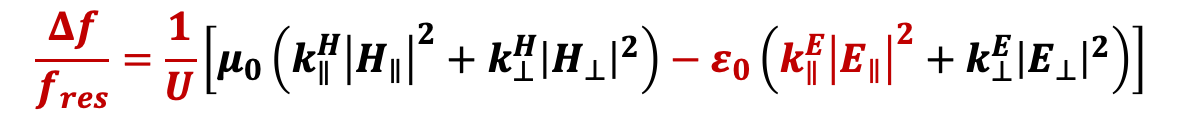 Δf/f_res = 1/U [μ₀ (k_∥^H |H_∥|² + k_⊥^H |H_⊥|²) − ε₀ (k_∥^E |E_∥|² + k_⊥^E |E_⊥|²)]